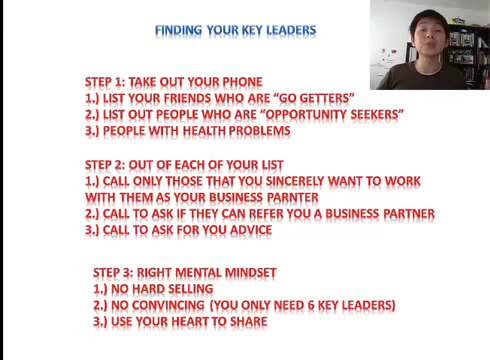 FINDING YOUR KEY LEADERS
STEP 1: TAKE OUT YOUR PHONE
1.) LIST YOUR FRIENDS WHO ARE "GO GETTERS"
2.) LIST OUT PEOPLE WHO ARE "OPPORTUNITY SEEKERS"
3.) PEOPLE WITH HEALTH PROBLEMS
STEP 2: OUT OF EACH OF YOUR LIST
1.) CALL ONLY THOSE THAT YOU SINCERELY WANT TO WORK
WITH THEM AS YOUR BUSINESS PARNTER
2.) CALL TO ASK IF THEY CAN REFER YOU A BUSINESS PARTNER
3.) CALL TO ASK FOR YOU ADVICE
STEP 3: RIGHT MENTAL MINDSET
1.) NO HARD SELLING
2.) NO CONVINCING (YOU ONLY NEED 6 KEY LEADERS)
3.) USE YOUR HEART TO SHARE